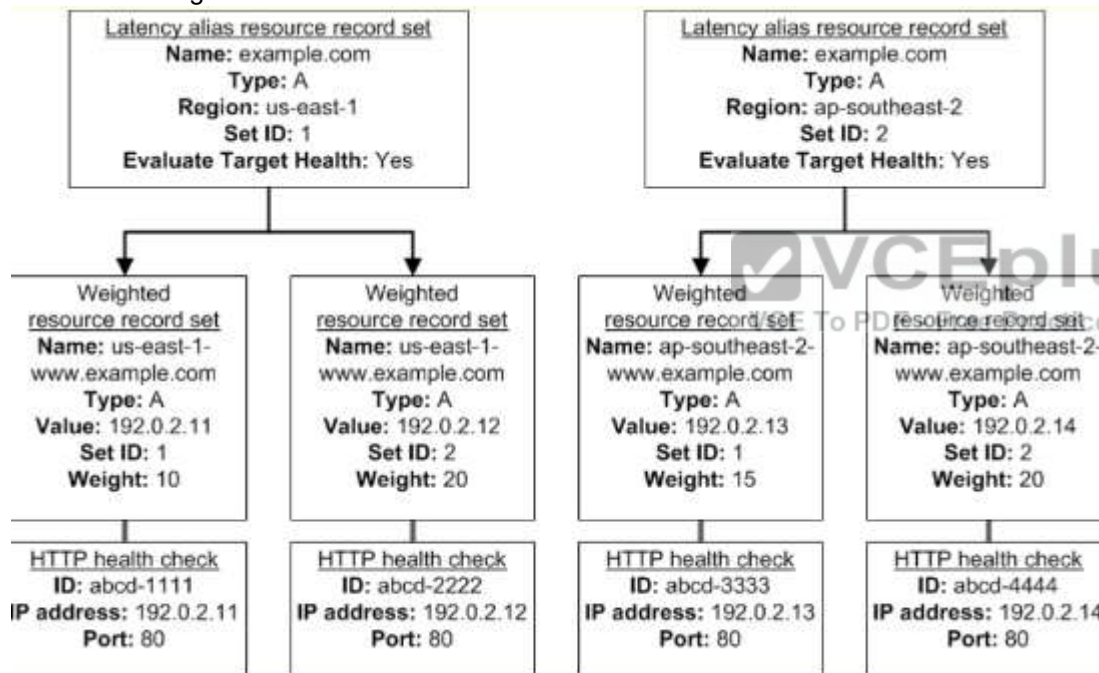 Latency alias resource record set
Name: example.com
Type: A
Region: us-east-1
Set ID: 1
Evaluate Target Health: Yes
Latency alias resource record set
Name: example.com
Type: A
Region: ap-southeast-2
Set ID: 2
Evaluate Target Health: Yes
Weighted
resource record set
Name: us-east-1-
www.example.com
Type: A
Value: 192.0.2.11
Set ID: 1
Weight: 10
Weighted
resource record set
Name: us-east-1-
www.example.com
Type: A
Value: 192.0.2.12
Set ID: 2
Weight: 20
Weighted
resource record set
Name: ap-southeast-2-
www.example.com
Type: A
Value: 192.0.2.13
Set ID: 1
Weight: 15
Weighted
resource record set
Name: ap-southeast-2-
www.example.com
Type: A
Value: 192.0.2.14
Set ID: 2
Weight: 20
HTTP health check
ID: abcd-1111
IP address: 192.0.2.11
Port: 80
HTTP health check
ID: abcd-2222
IP address: 192.0.2.12
Port: 80
HTTP health check
ID: abcd-3333
IP address: 192.0.2.13
Port: 80
HTTP health check
ID: abcd-4444
IP address: 192.0.2.14
Port: 80
VCEplu
To PDF